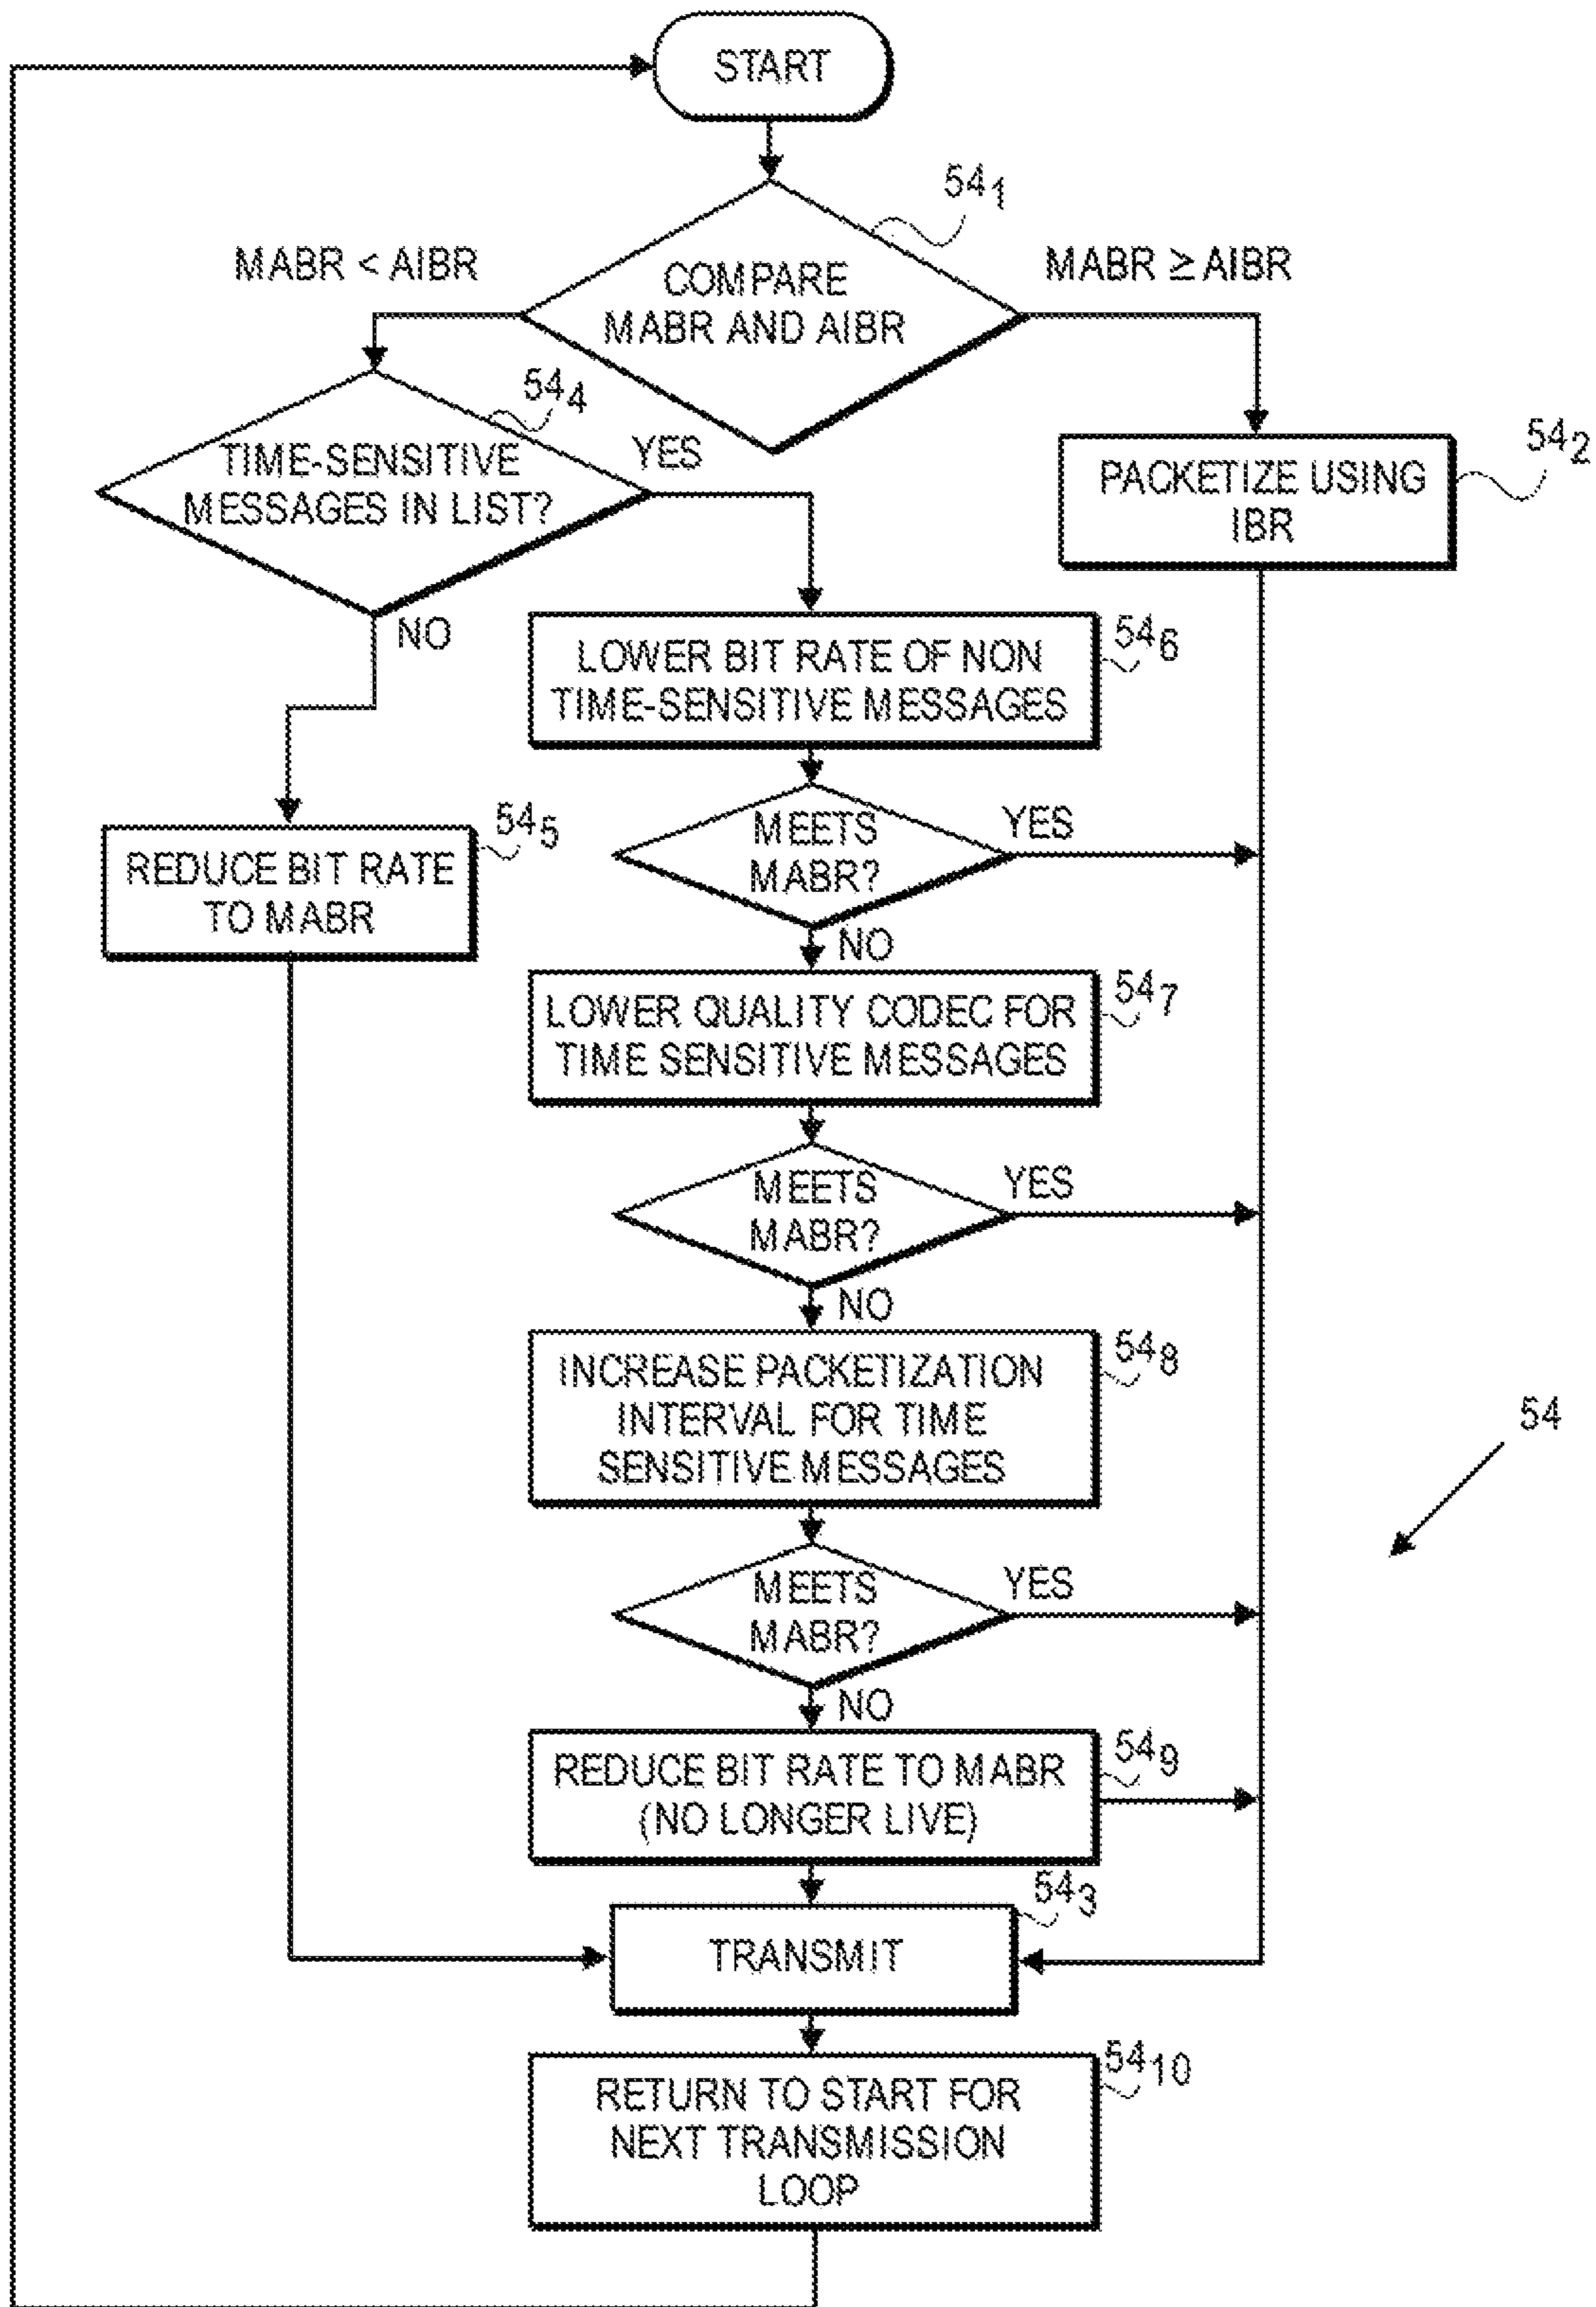 START
54₁
MABR < AIBR
MABR ≥ AIBR
COMPARE
MABR AND AIBR
54₄
TIME-SENSITIVE
MESSAGES IN LIST?
YES
54₂
PACKETIZE USING
IBR
NO
54₆
LOWER BIT RATE OF NON
TIME-SENSITIVE MESSAGES
54₅
REDUCE BIT RATE
TO MABR
MEETS
MABR?
YES
NO
54₇
LOWER QUALITY CODEC FOR
TIME SENSITIVE MESSAGES
MEETS
MABR?
YES
NO
54₈
INCREASE PACKETIZATION
INTERVAL FOR TIME
SENSITIVE MESSAGES
54
MEETS
MABR?
YES
NO
54₉
REDUCE BIT RATE TO MABR
(NO LONGER LIVE)
54₃
TRANSMIT
54₁₀
RETURN TO START FOR
NEXT TRANSMISSION
LOOP